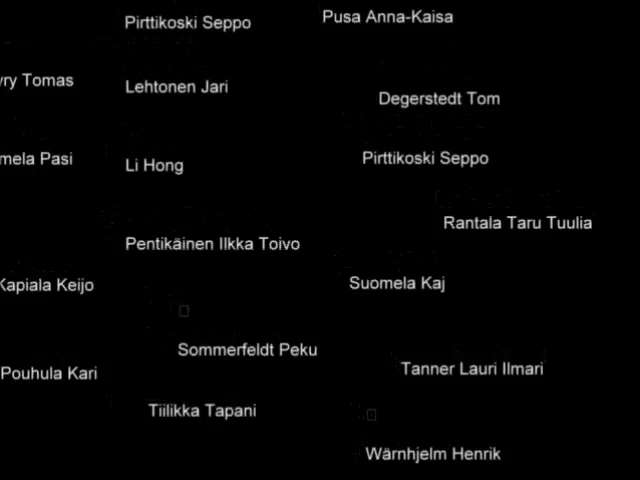 Pirttikoski Seppo
Pusa Anna-Kaisa
Tomas
Lehtonen Jari
Degerstedt Tom
Pasi
Li Hong
Pirttikoski Seppo
Rantala Taru Tuulia
Pentikäinen Ilkka Toivo
Kapiala Keijo
Suomela Kaj
Sommerfeldt Peku
Pouhula Kari
Tanner Lauri Ilmari
Tiilikka Tapani
Wärnhjelm Henrik